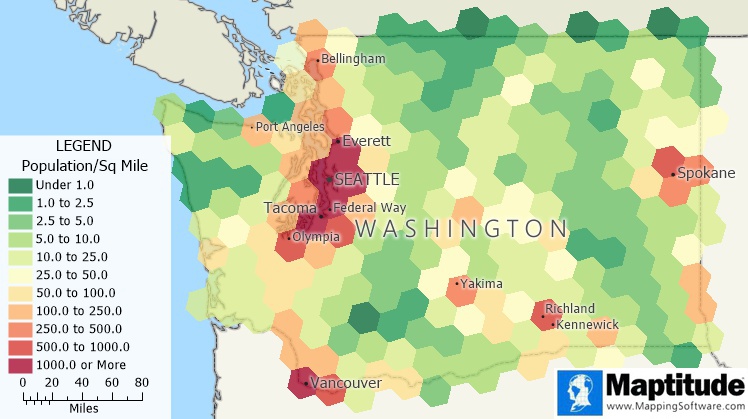 Bellingham
Port Angeles
Everett
SEATTLE
Spokane
Tacoma
Federal Way
Olympia
WASHINGTON
Yakima
Richland
Kennewick
Vancouver
LEGEND
Population/Sq Mile
Under 1.0
1.0 to 2.5
2.5 to 5.0
5.0 to 10.0
10.0 to 25.0
25.0 to 50.0
50.0 to 100.0
100.0 to 250.0
250.0 to 500.0
500.0 to 1000.0
1000.0 or More
0 20 40 60 80
Miles
Maptitude®
www.MappingSoftware.com